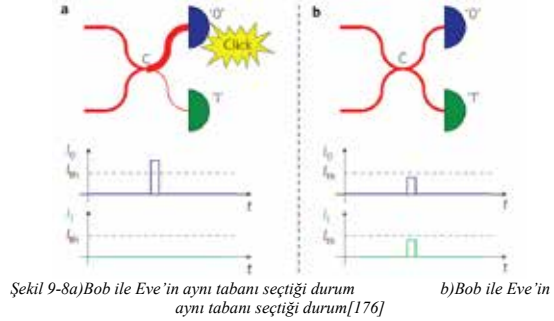 a
b
'0'
Click
C
'1'
'0'
C
'1'
I₀
Iₜₕ
t
I₁
Iₜₕ
t
I₀
Iₜₕ
t
I₁
Iₜₕ
t
Şekil 9-8a)Bob ile Eve'in aynı tabanı seçtiği durum b)Bob ile Eve'in
aynı tabanı seçtiği durum[176]